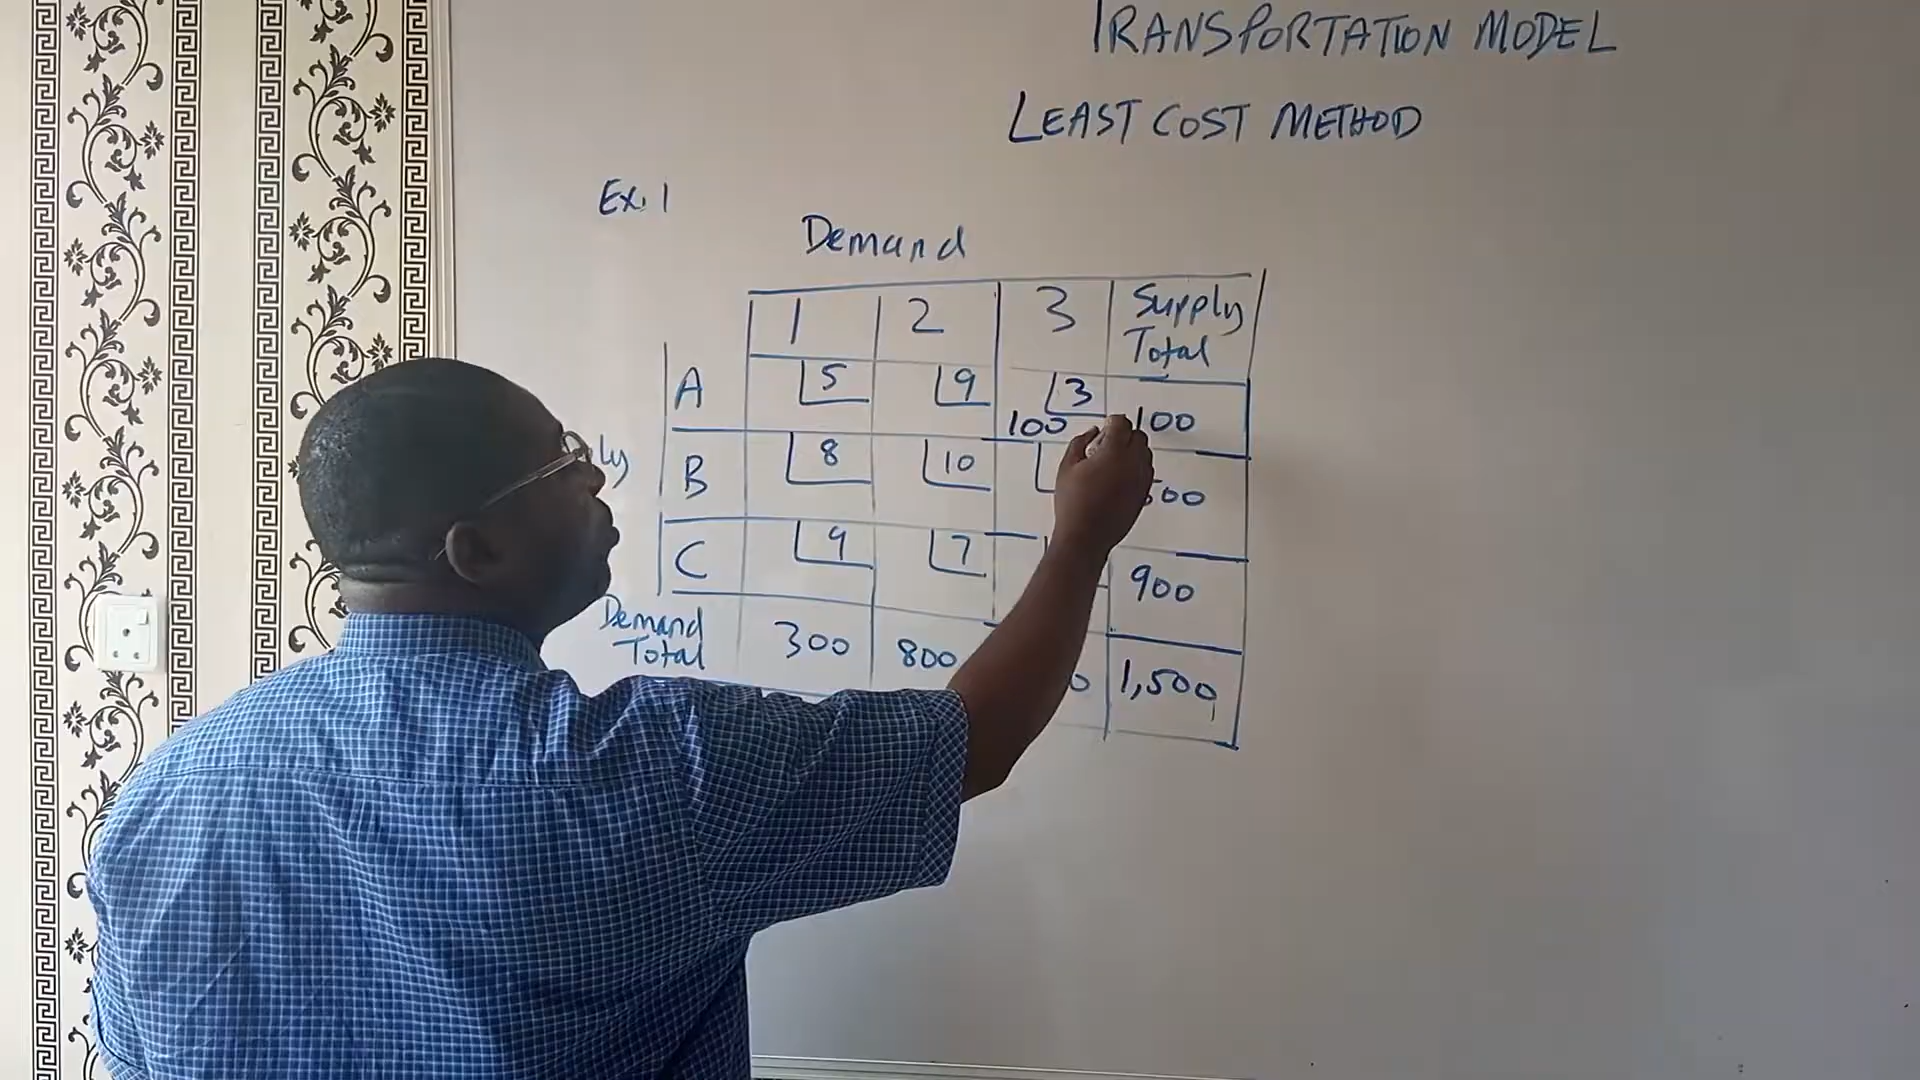 TRANSPORTATION MODEL
LEAST COST METHOD
Ex. 1
Demand
1 2 3 Supply Total
A 5 9 3 100 100
B 8 10
C 9 7 900
Demand Total 300 800 1,500